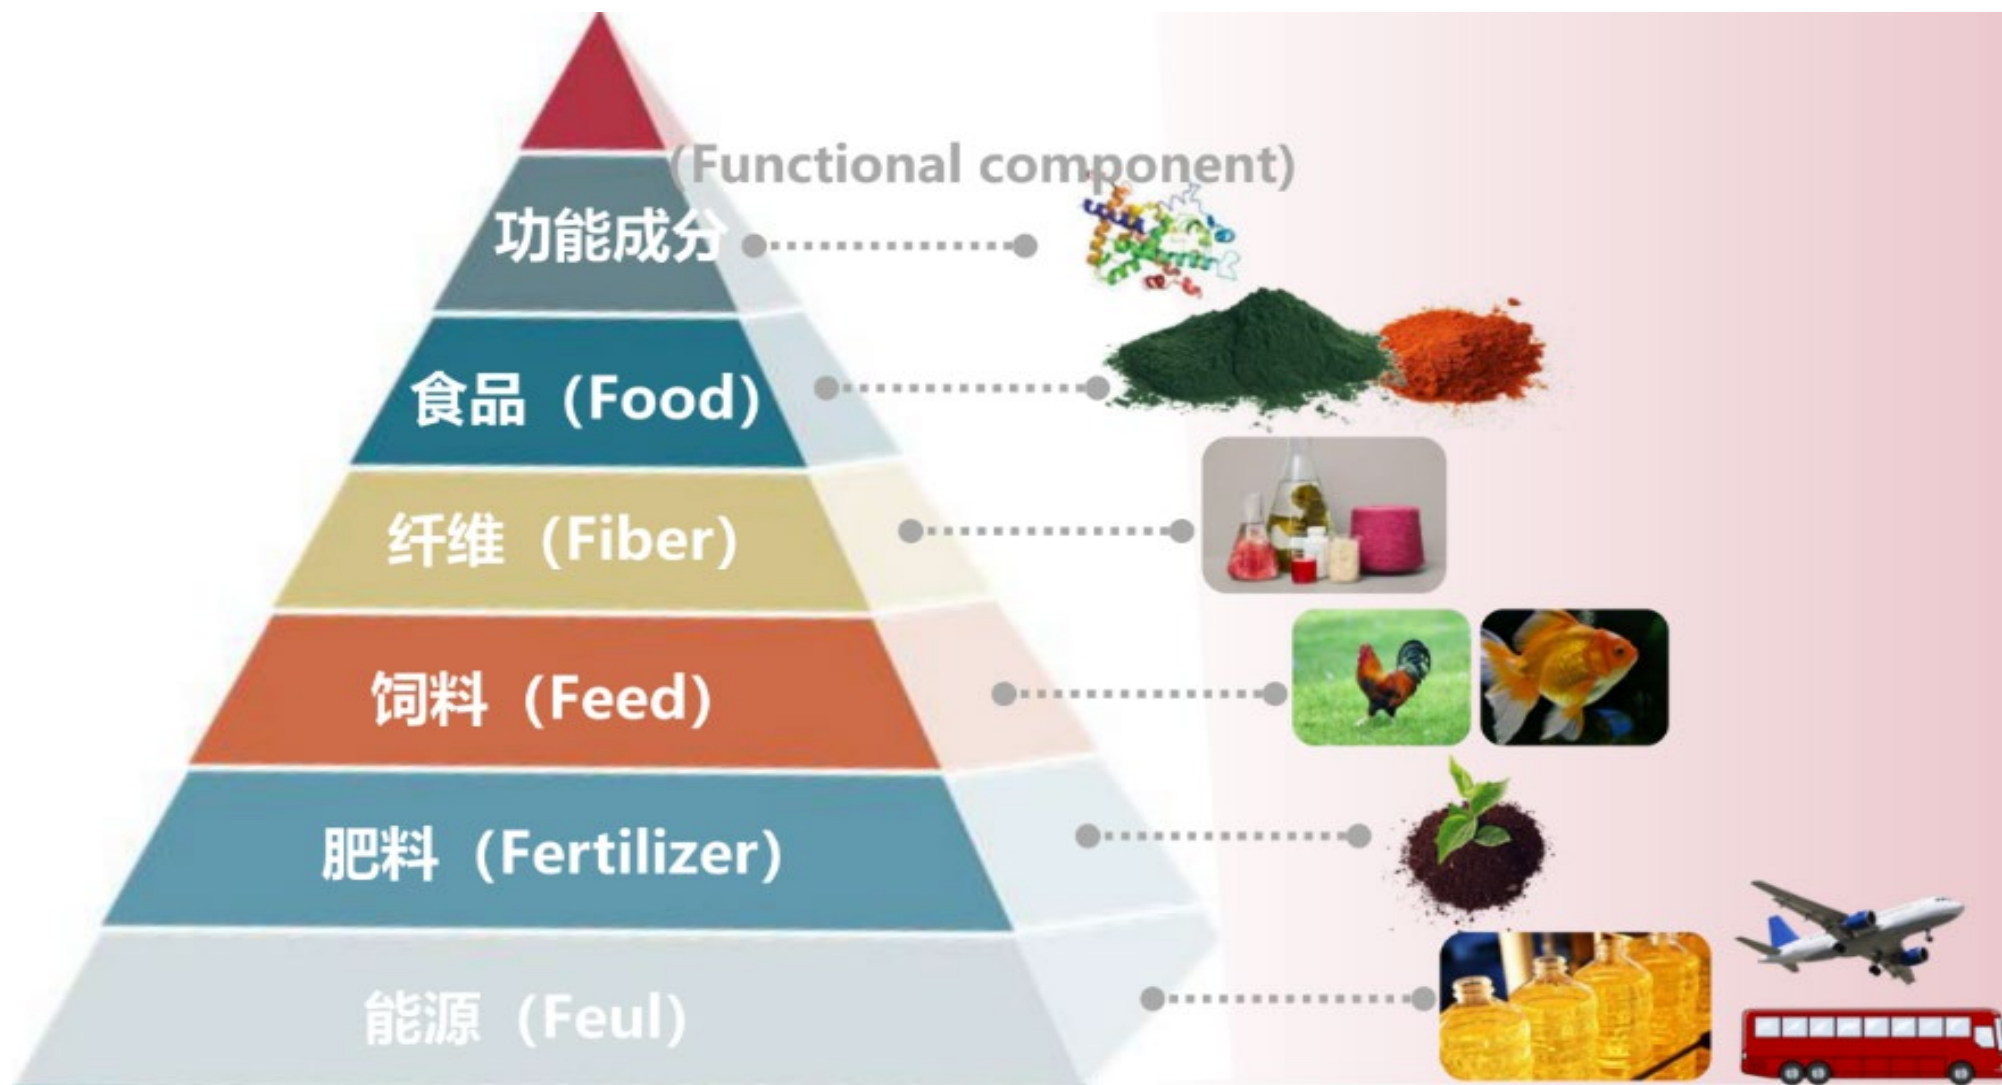 (Functional component)
功能成分
食品（Food）
纤维（Fiber）
饲料（Feed）
肥料（Fertilizer）
能源（Feul）